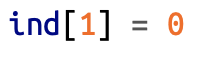 ind[1] = 0